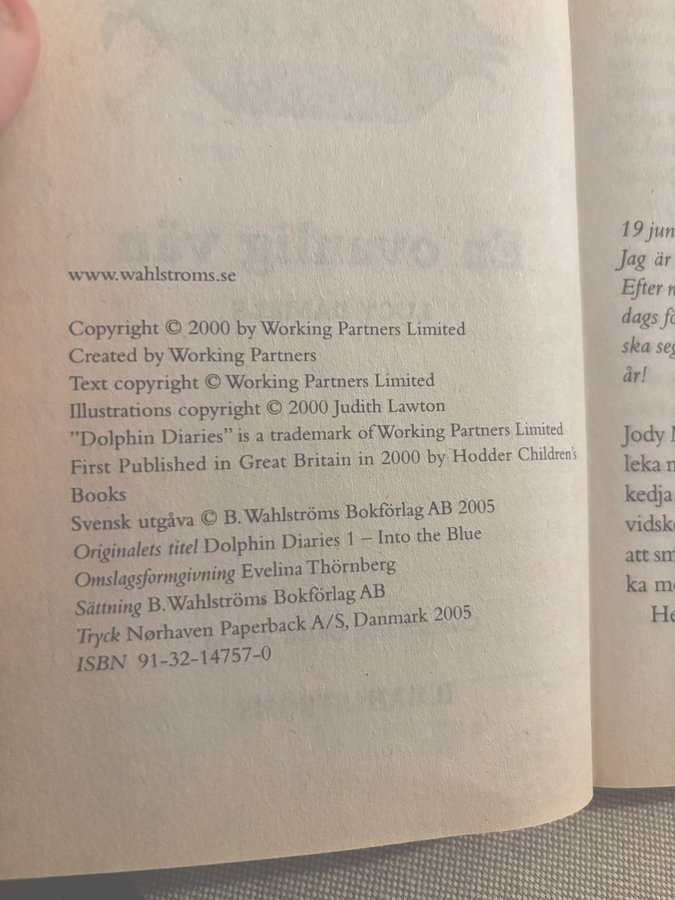 www.wahlstroms.se
Copyright © 2000 by Working Partners Limited
Created by Working Partners
Text copyright © Working Partners Limited
Illustrations copyright © 2000 Judith Lawton
”Dolphin Diaries” is a trademark of Working Partners Limited
First Published in Great Britain in 2000 by Hodder Children's
Books
Svensk utgåva © B. Wahlströms Bokförlag AB 2005
Originalets titel Dolphin Diaries 1 – Into the Blue
Omslagsformgivning Evelina Thörnberg
Sättning B. Wahlströms Bokförlag AB
Tryck Nørhaven Paperback A/S, Danmark 2005
ISBN 91-32-14757-0
19 jun
Jag är
Efter
dags
ska
år!
Jody
leka
kedja
att
ka